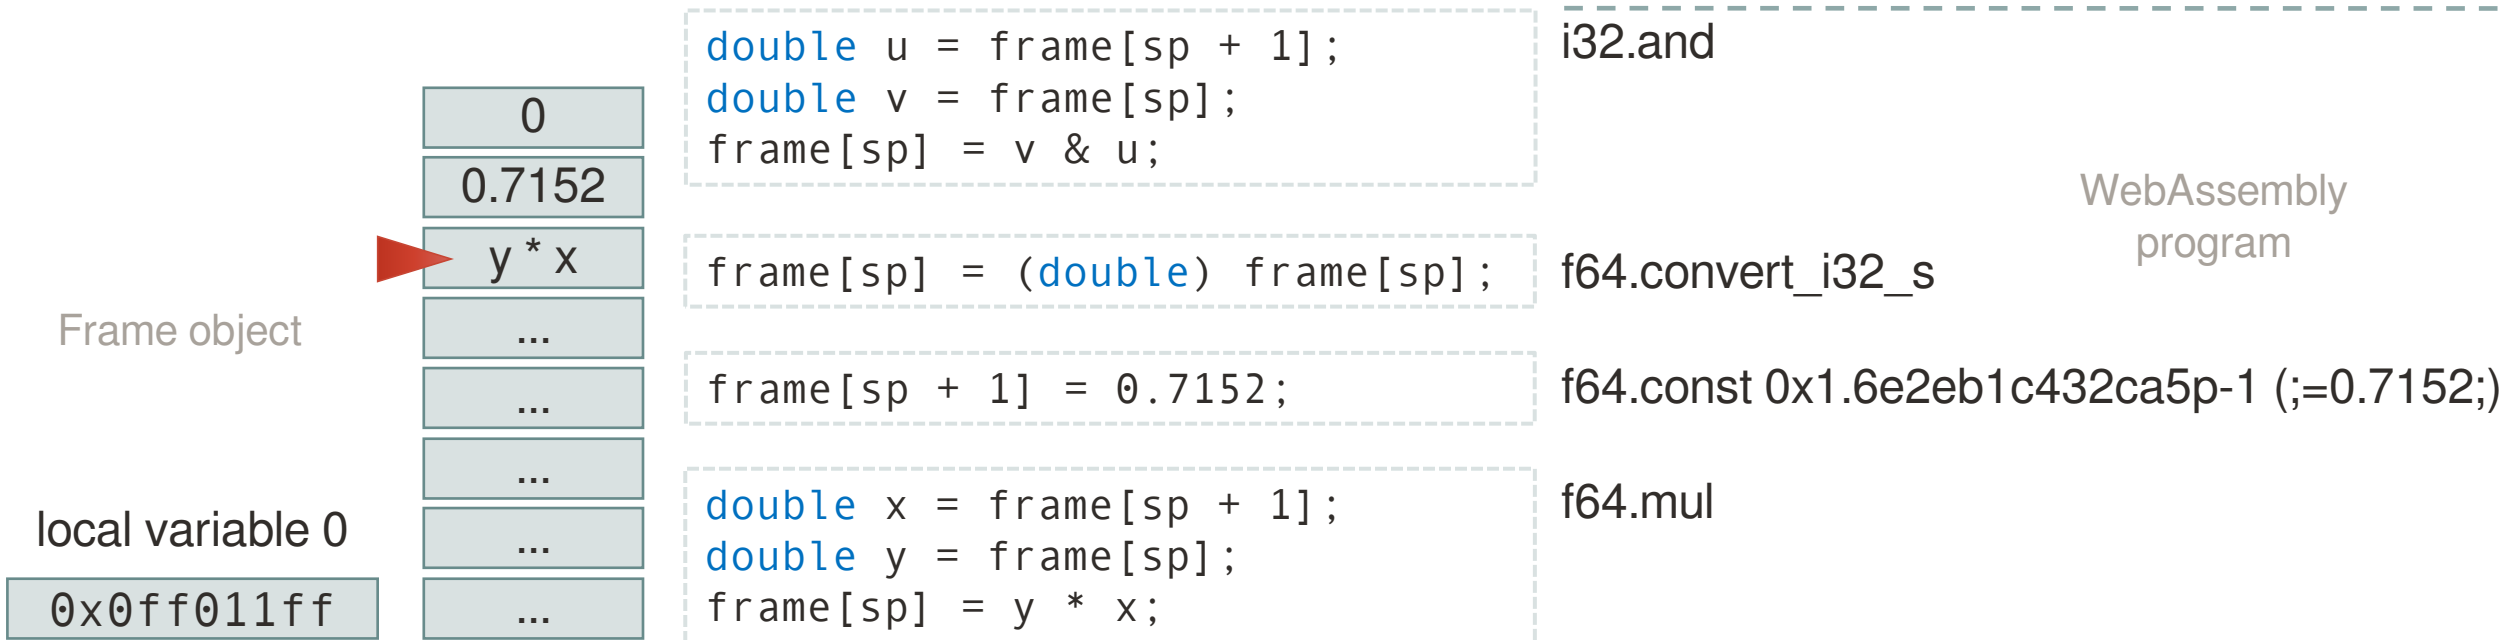 0
0.7152
y * x
...
...
...
...
...
Frame object
local variable 0
0x0ff011ff
double u = frame[sp + 1];
double v = frame[sp];
frame[sp] = v & u;
frame[sp] = (double) frame[sp];
frame[sp + 1] = 0.7152;
double x = frame[sp + 1];
double y = frame[sp];
frame[sp] = y * x;
i32.and
f64.convert_i32_s
f64.const 0x1.6e2eb1c432ca5p-1 (;=0.7152;)
f64.mul
WebAssembly
program